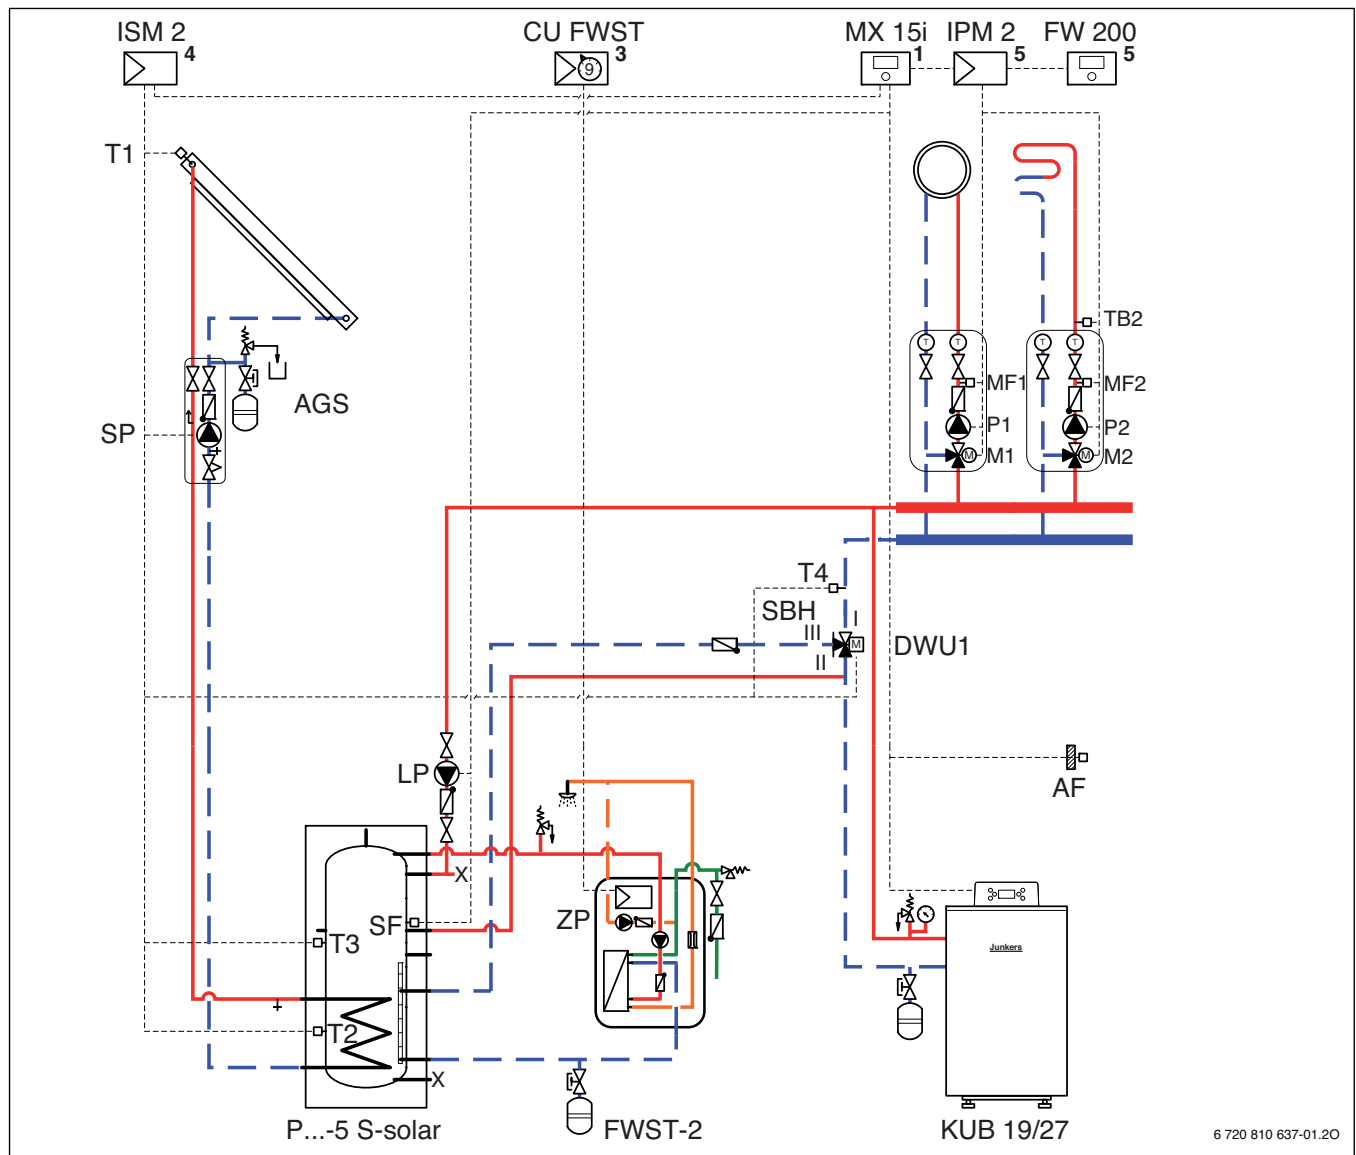 ISM 2
4
CU FWST
9
3
MX 15i
1
IPM 2
5
FW 200
5
T1
TB2
T T T T
AGS
MF1
MF2
SP
P1
P2
M M1
M M2
T4
SBH
I
III
M
DWU1
II
LP
AF
X
SF
ZP
T3
Junkers
T2
X
P...-5 S-solar
FWST-2
KUB 19/27
6 720 810 637-01.2O